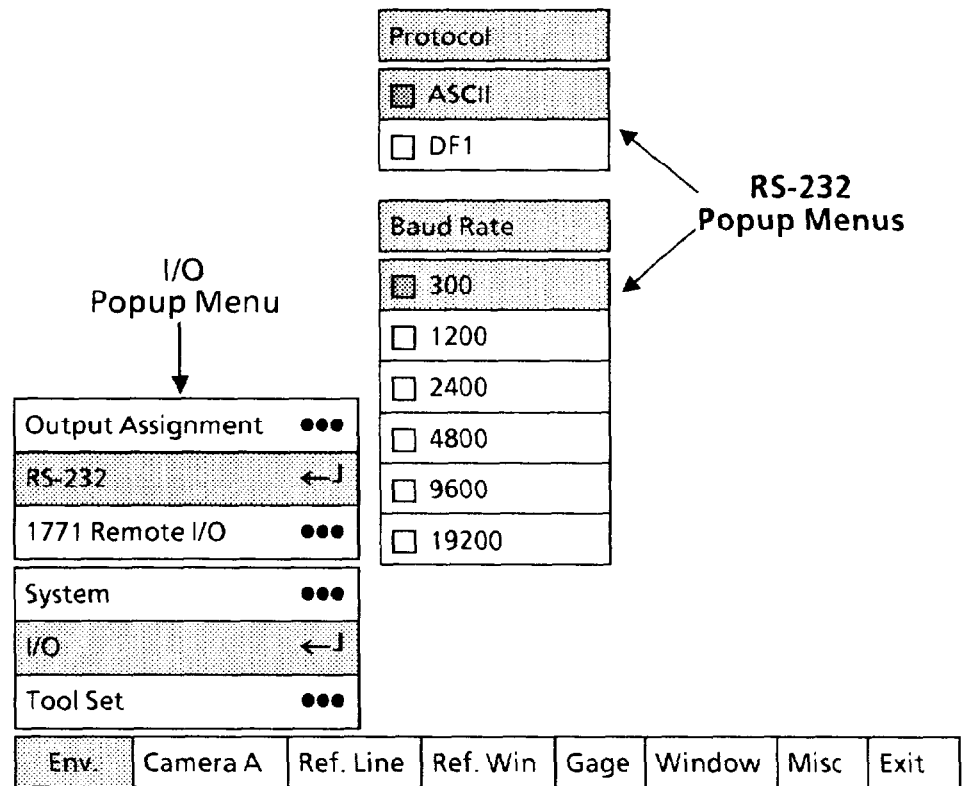 Protocol
ASCII
DF1
RS-232
Popup Menus
Baud Rate
300
1200
2400
4800
9600
19200
I/O
Popup Menu
Output Assignment
RS-232
1771 Remote I/O
System
I/O
Tool Set
Env. Camera A Ref. Line Ref. Win Gage Window Misc Exit